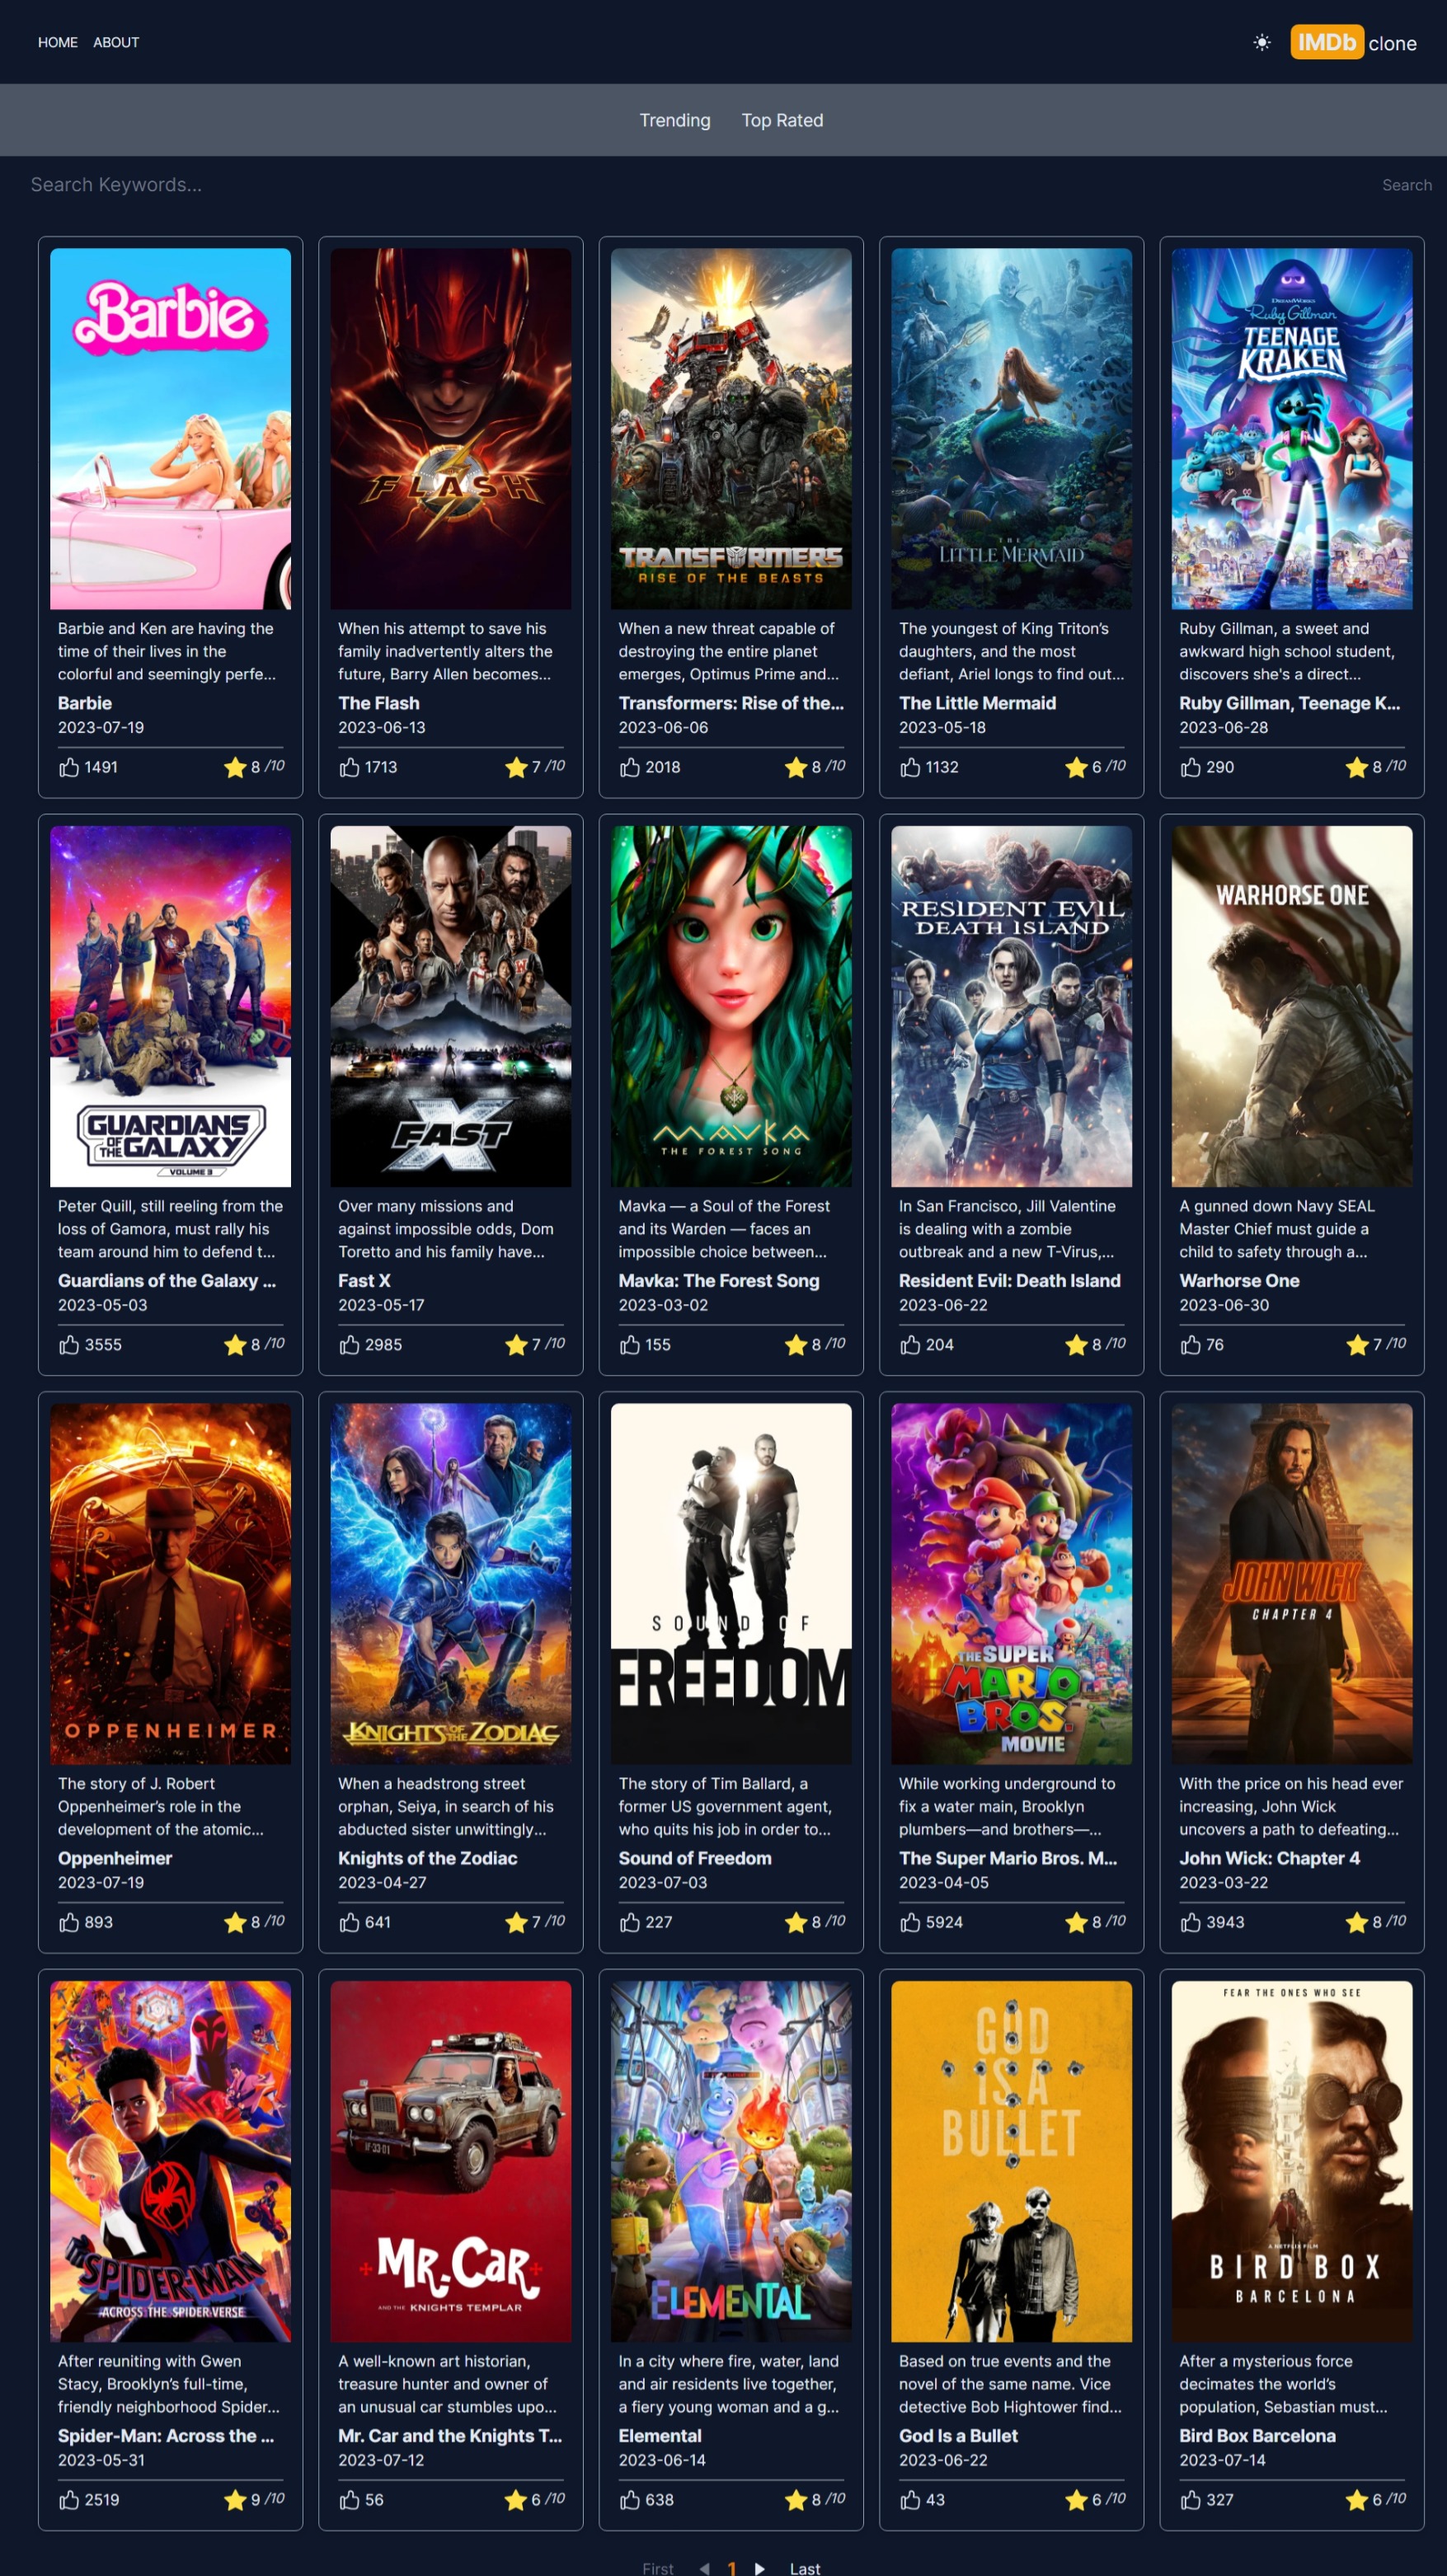 HOME ABOUT IMDb clone
Trending Top Rated
Search Keywords... Search
Barbie
FLASH
TRANSFORMERS
RISE OF THE BEASTS
THE
LITTLE MERMAID
DREAMWORKS
Ruby Gillman
TEENAGE
KRAKEN
Barbie and Ken are having the
time of their lives in the
colorful and seemingly perfe...
Barbie
2023-07-19
1491 8 /10
When his attempt to save his
family inadvertently alters the
future, Barry Allen becomes...
The Flash
2023-06-13
1713 7 /10
When a new threat capable of
destroying the entire planet
emerges, Optimus Prime and...
Transformers: Rise of the...
2023-06-06
2018 8 /10
The youngest of King Triton’s
daughters, and the most
defiant, Ariel longs to find out...
The Little Mermaid
2023-05-18
1132 6 /10
Ruby Gillman, a sweet and
awkward high school student,
discovers she's a direct...
Ruby Gillman, Teenage K...
2023-06-28
290 8 /10
GUARDIANS
OF THE GALAXY
VOLUME 3
FAST X
MAVKA
THE FOREST SONG
RESIDENT EVIL
DEATH ISLAND
WARHORSE ONE
Peter Quill, still reeling from the
loss of Gamora, must rally his
team around him to defend t...
Guardians of the Galaxy ...
2023-05-03
3555 8 /10
Over many missions and
against impossible odds, Dom
Toretto and his family have...
Fast X
2023-05-17
2985 7 /10
Mavka — a Soul of the Forest
and its Warden — faces an
impossible choice between...
Mavka: The Forest Song
2023-03-02
155 8 /10
In San Francisco, Jill Valentine
is dealing with a zombie
outbreak and a new T-Virus,...
Resident Evil: Death Island
2023-06-22
204 8 /10
A gunned down Navy SEAL
Master Chief must guide a
child to safety through a...
Warhorse One
2023-06-30
76 7 /10
OPPENHEIMER
KNIGHTS OF THE ZODIAC
SOUND OF
FREEDOM
THE SUPER
MARIO
BROS.
MOVIE
JOHN WICK
CHAPTER 4
The story of J. Robert
Oppenheimer’s role in the
development of the atomic...
Oppenheimer
2023-07-19
893 8 /10
When a headstrong street
orphan, Seiya, in search of his
abducted sister unwittingly...
Knights of the Zodiac
2023-04-27
641 7 /10
The story of Tim Ballard, a
former US government agent,
who quits his job in order to...
Sound of Freedom
2023-07-03
227 8 /10
While working underground to
fix a water main, Brooklyn
plumbers—and brothers—...
The Super Mario Bros. M...
2023-04-05
5924 8 /10
With the price on his head ever
increasing, John Wick
uncovers a path to defeating...
John Wick: Chapter 4
2023-03-22
3943 8 /10
SPIDER-MAN
ACROSS THE SPIDER-VERSE
MR. CAR
AND THE KNIGHTS TEMPLAR
ELEMENTAL
GOD
IS A
BULLET
FEAR THE ONES WHO SEE
A NETFLIX FILM
BIRD BOX
BARCELONA
After reuniting with Gwen
Stacy, Brooklyn’s full-time,
friendly neighborhood Spider...
Spider-Man: Across the ...
2023-05-31
2519 9 /10
A well-known art historian,
treasure hunter and owner of
an unusual car stumbles upo...
Mr. Car and the Knights T...
2023-07-12
56 6 /10
In a city where fire, water, land
and air residents live together,
a fiery young woman and a g...
Elemental
2023-06-14
638 8 /10
Based on true events and the
novel of the same name. Vice
detective Bob Hightower find...
God Is a Bullet
2023-06-22
43 6 /10
After a mysterious force
decimates the world’s
population, Sebastian must...
Bird Box Barcelona
2023-07-14
327 6 /10
First 1 Last